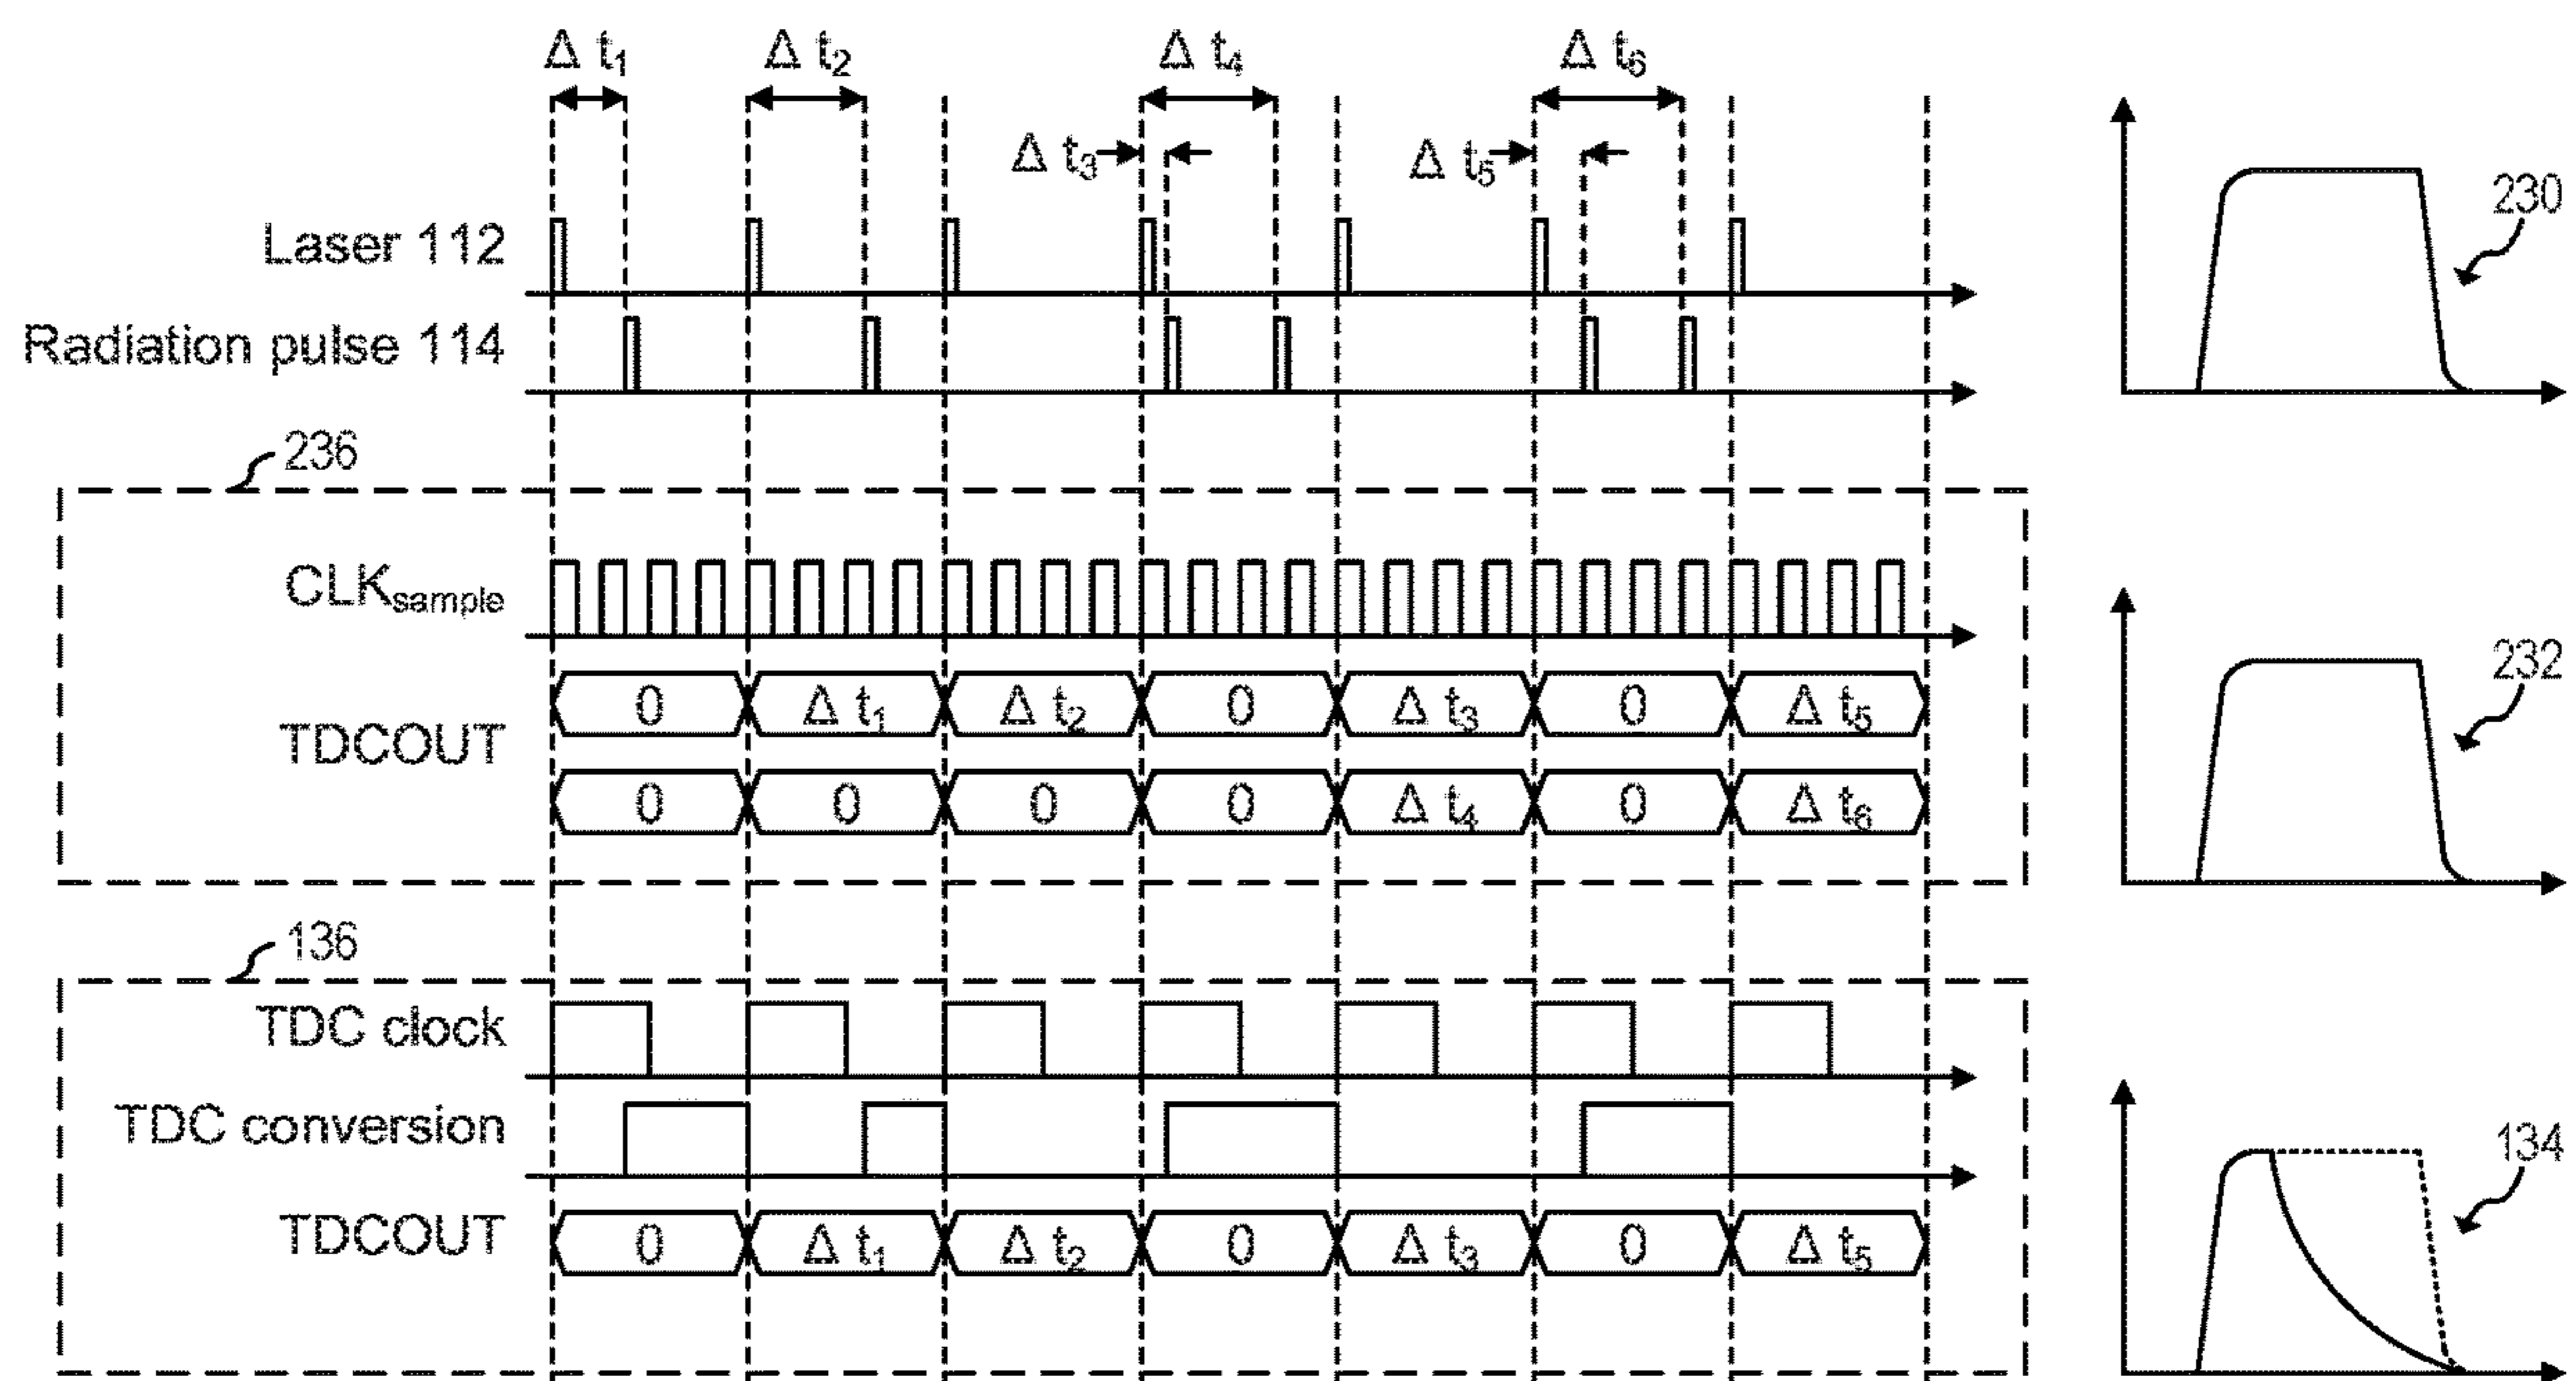 Δ t1
Δ t2
Δ t4
Δ t6
Δ t3
Δ t5
Laser 112
230
Radiation pulse 114
236
CLKsample
TDCOUT
0 Δ t1 Δ t2 0 Δ t3 0 Δ t5
0 0 0 0 Δ t4 0 Δ t6
232
136
TDC clock
TDC conversion
134
TDCOUT
0 Δ t1 Δ t2 0 Δ t3 0 Δ t5